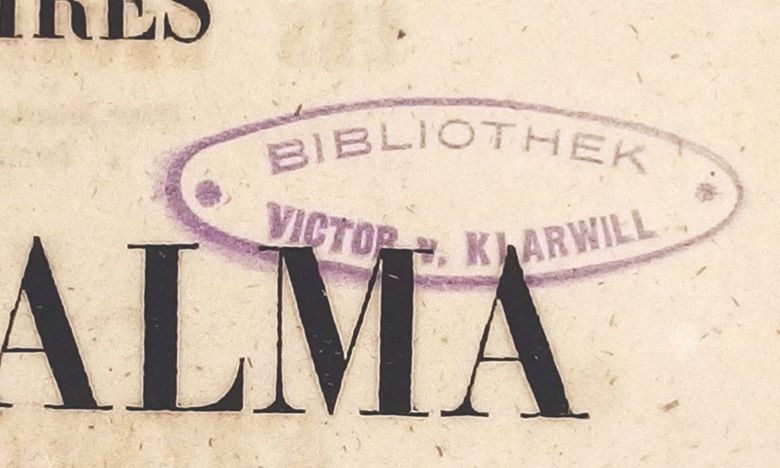 IRES
BIBLIOTHEK
VICTOR v. KLARWILL
ALMA